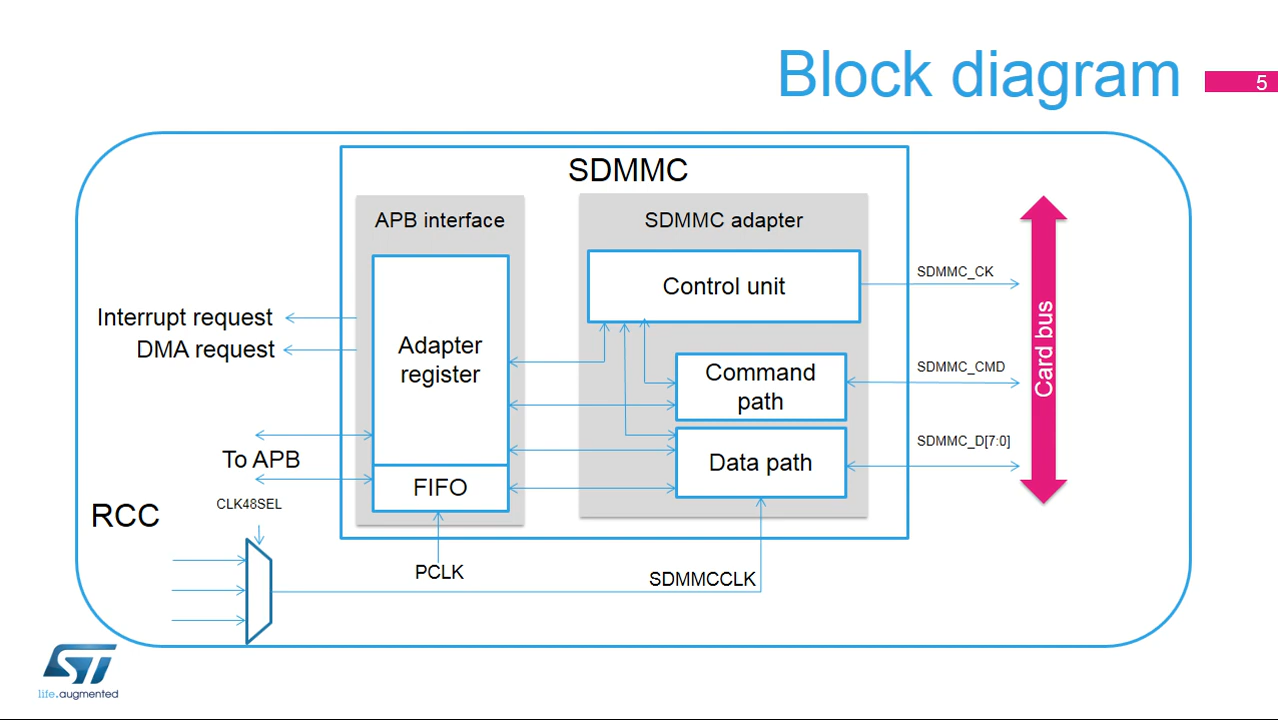 Block diagram
5
SDMMC
APB interface
SDMMC adapter
Control unit
SDMMC_CK
Interrupt request
DMA request
Adapter
register
Command
path
SDMMC_CMD
Card bus
SDMMC_D[7:0]
To APB
Data path
FIFO
CLK48SEL
RCC
PCLK
SDMMCCLK
ST
life.augmented